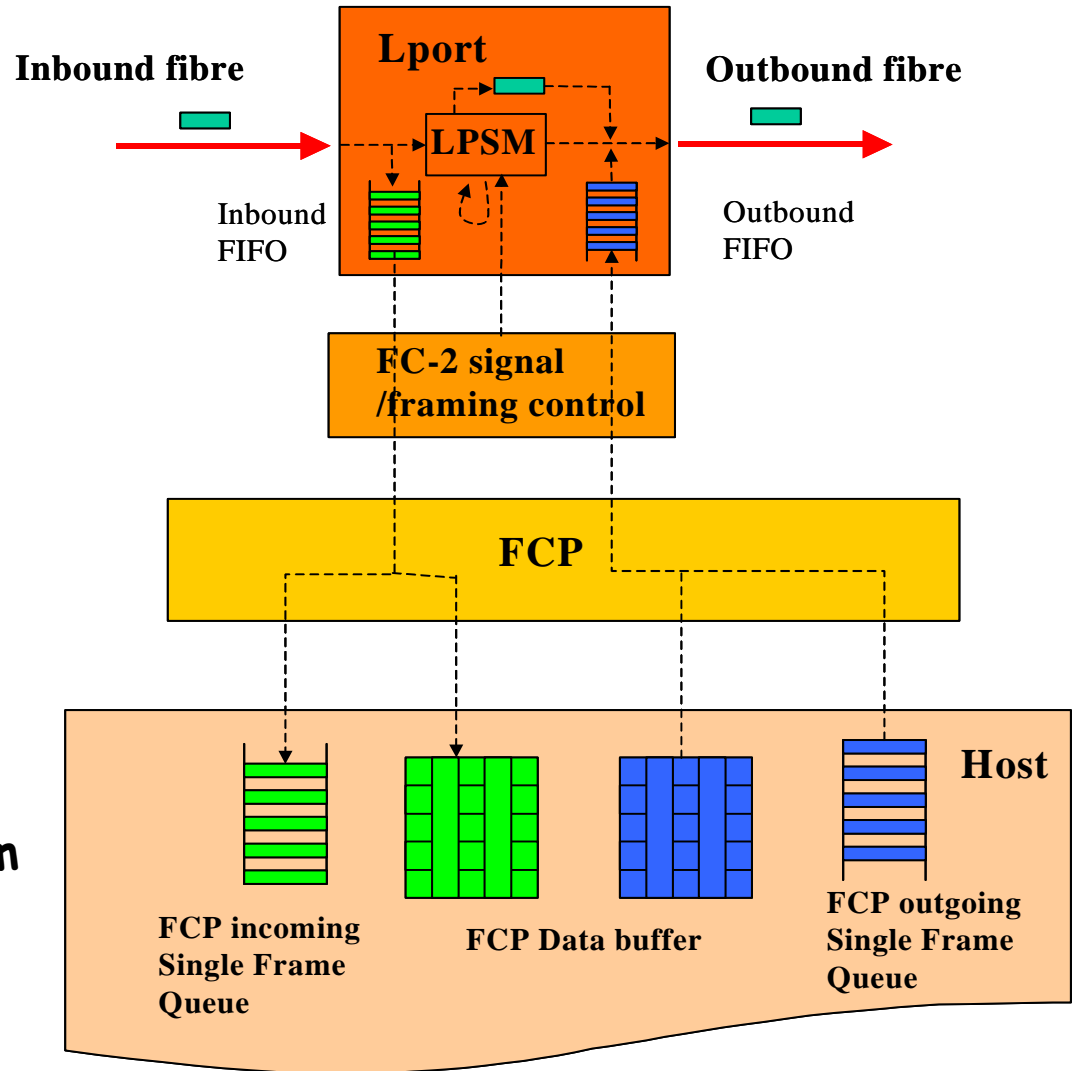 Lport
Inbound fibre
Outbound fibre
LPSM
Inbound
FIFO
Outbound
FIFO
FC-2 signal
/framing control
FCP
Host
FCP incoming
Single Frame
Queue
FCP Data buffer
FCP outgoing
Single Frame
Queue